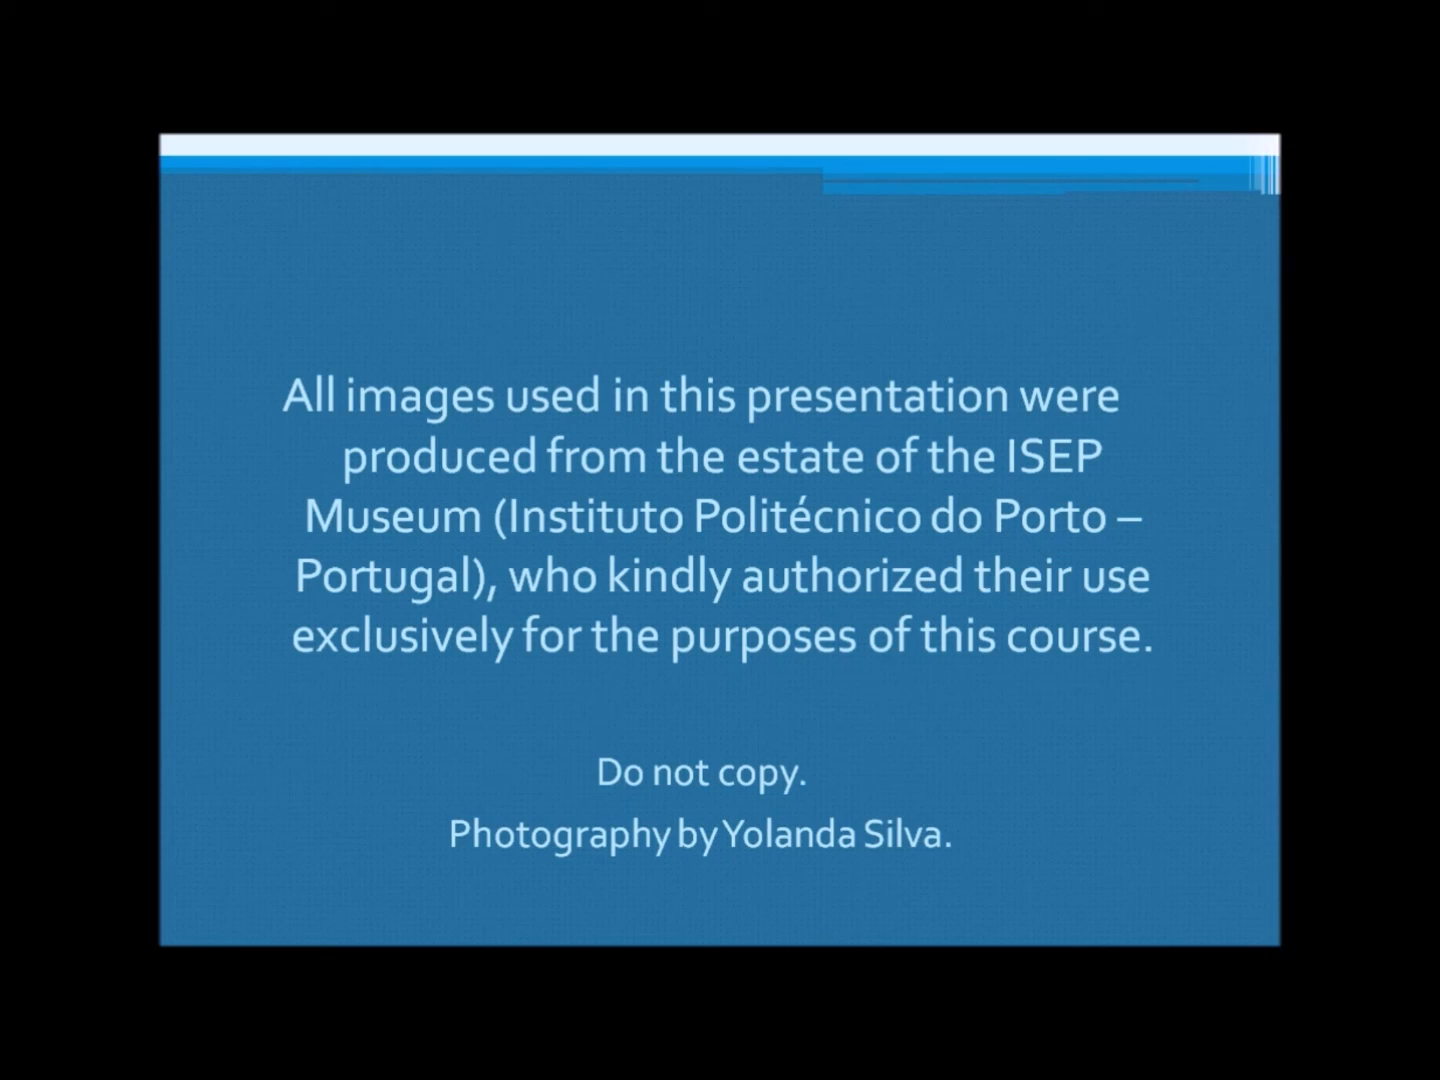 All images used in this presentation were
produced from the estate of the ISEP
Museum (Instituto Politécnico do Porto –
Portugal), who kindly authorized their use
exclusively for the purposes of this course.
Do not copy.
Photography by Yolanda Silva.